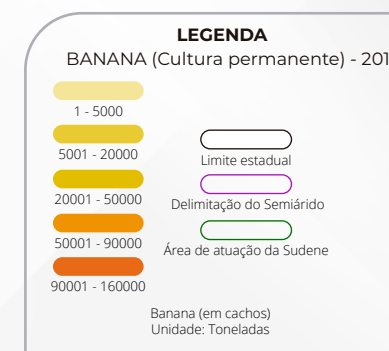 LEGENDA
BANANA (Cultura permanente) - 201
1 - 5000
5001 - 20000
20001 - 50000
50001 - 90000
90001 - 160000
Limite estadual
Delimitação do Semiárido
Área de atuação da Sudene
Banana (em cachos)
Unidade: Toneladas